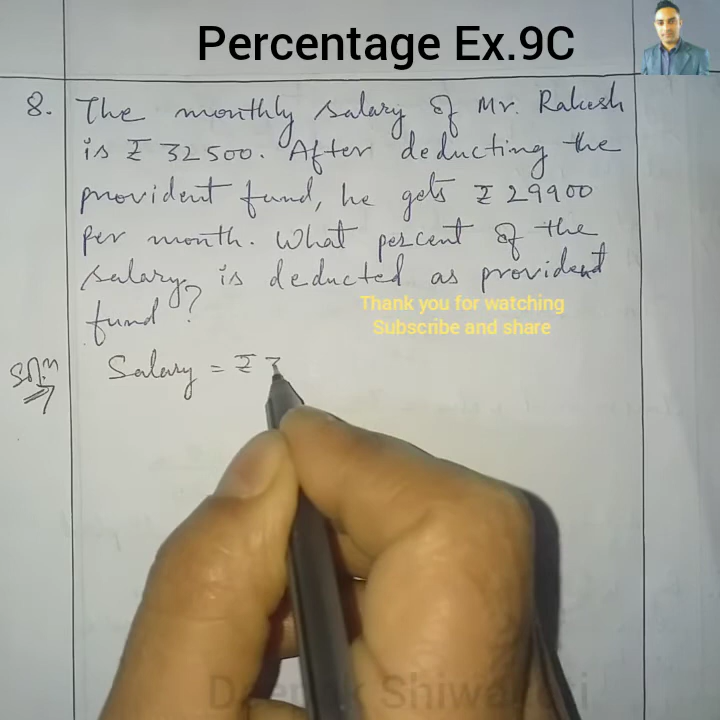 Percentage Ex.9C
8. The monthly salary of Mr. Rakesh
is ₹ 32500. After deducting the
provident fund, he gets ₹ 29900
per month. What percent of the
salary is deducted as provident
fund?
Thank you for watching
Subscribe and share
Solⁿ Salary = ₹ 3